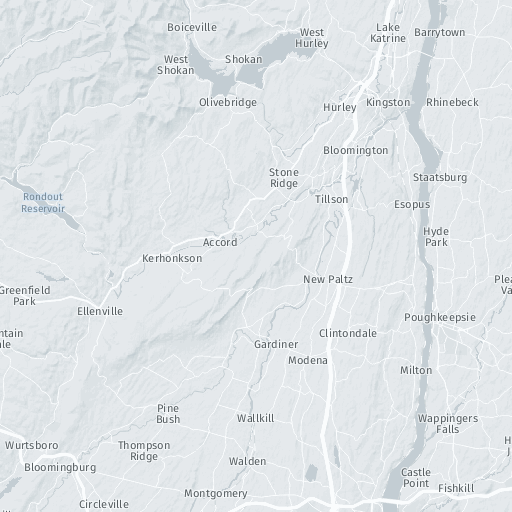 Boiceville
Lake
Katrine
Barrytown
West
Hurley
West
Shokan
Shokan
Olivebridge
Hurley
Kingston
Rhinebeck
Bloomington
Stone
Ridge
Staatsburg
Rondout
Reservoir
Tillson
Esopus
Accord
Hyde
Park
Kerhonkson
New Paltz
Greenfield
Park
Ellenville
Poughkeepsie
Clintondale
Gardiner
Modena
Milton
Pine
Bush
Wallkill
Wappingers
Falls
Wurtsboro
Thompson
Ridge
Bloomingburg
Walden
Castle
Point
Montgomery
Fishkill
Circleville